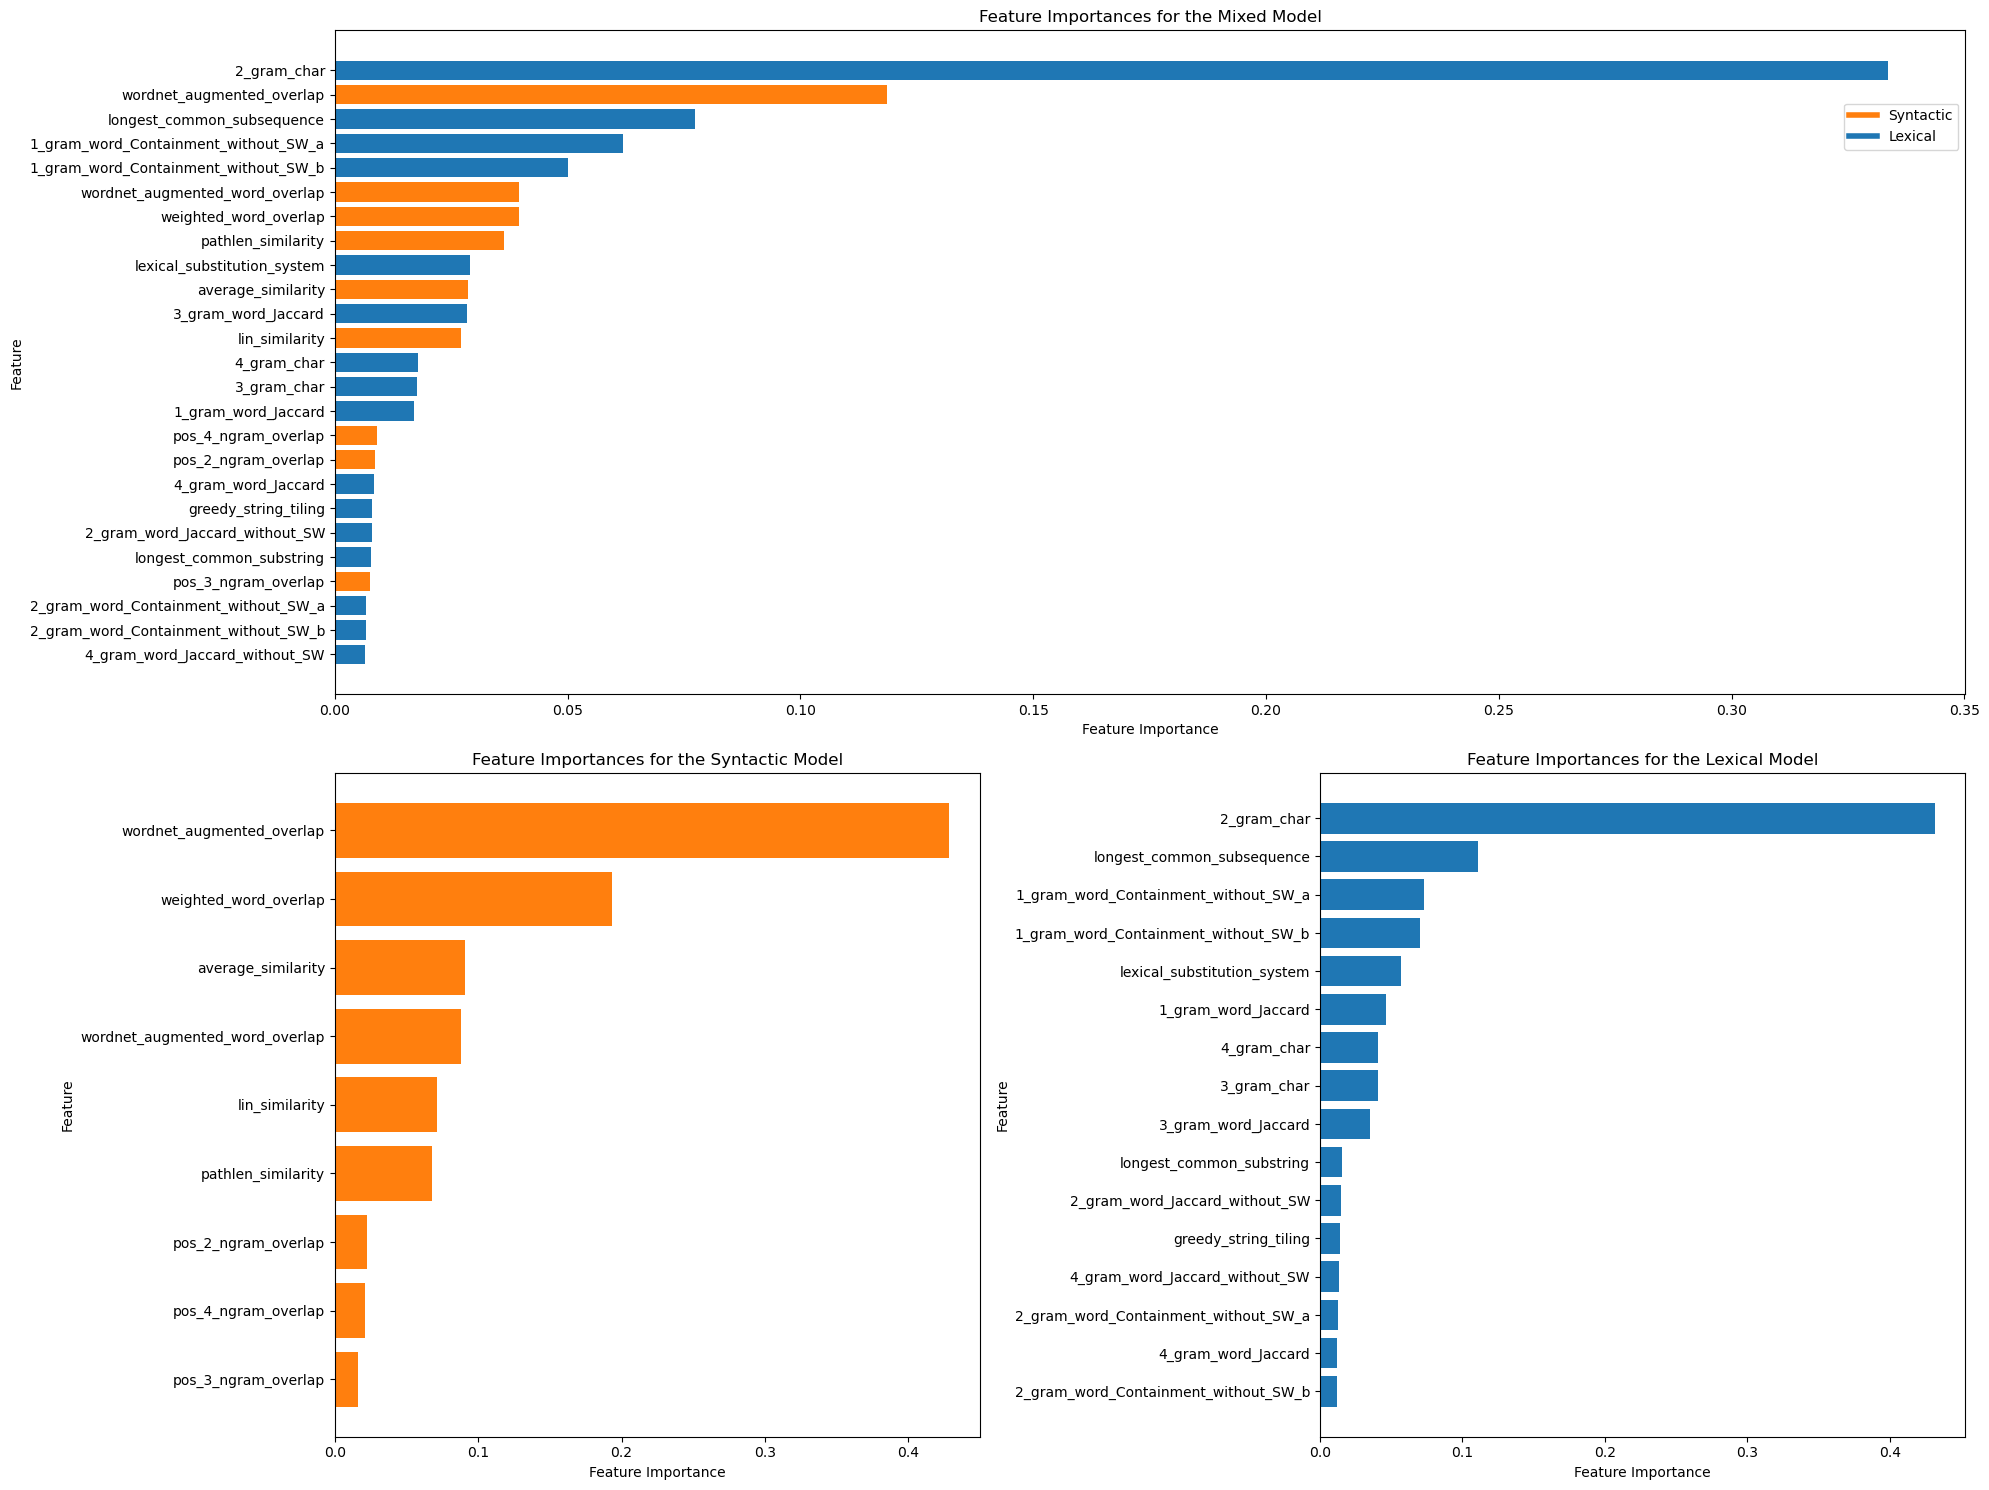 Feature Importances for the Mixed Model
Feature
2_gram_char
wordnet_augmented_overlap
longest_common_subsequence
1_gram_word_Containment_without_SW_a
1_gram_word_Containment_without_SW_b
wordnet_augmented_word_overlap
weighted_word_overlap
pathlen_similarity
lexical_substitution_system
average_similarity
3_gram_word_Jaccard
lin_similarity
4_gram_char
3_gram_char
1_gram_word_Jaccard
pos_4_ngram_overlap
pos_2_ngram_overlap
4_gram_word_Jaccard
greedy_string_tiling
2_gram_word_Jaccard_without_SW
longest_common_substring
pos_3_ngram_overlap
2_gram_word_Containment_without_SW_a
2_gram_word_Containment_without_SW_b
4_gram_word_Jaccard_without_SW
Syntactic
Lexical
0.00 0.05 0.10 0.15 0.20 0.25 0.30 0.35
Feature Importance
Feature Importances for the Syntactic Model
Feature
wordnet_augmented_overlap
weighted_word_overlap
average_similarity
wordnet_augmented_word_overlap
lin_similarity
pathlen_similarity
pos_2_ngram_overlap
pos_4_ngram_overlap
pos_3_ngram_overlap
0.0 0.1 0.2 0.3 0.4
Feature Importance
Feature Importances for the Lexical Model
Feature
2_gram_char
longest_common_subsequence
1_gram_word_Containment_without_SW_a
1_gram_word_Containment_without_SW_b
lexical_substitution_system
1_gram_word_Jaccard
4_gram_char
3_gram_char
3_gram_word_Jaccard
longest_common_substring
2_gram_word_Jaccard_without_SW
greedy_string_tiling
4_gram_word_Jaccard_without_SW
2_gram_word_Containment_without_SW_a
4_gram_word_Jaccard
2_gram_word_Containment_without_SW_b
0.0 0.1 0.2 0.3 0.4
Feature Importance